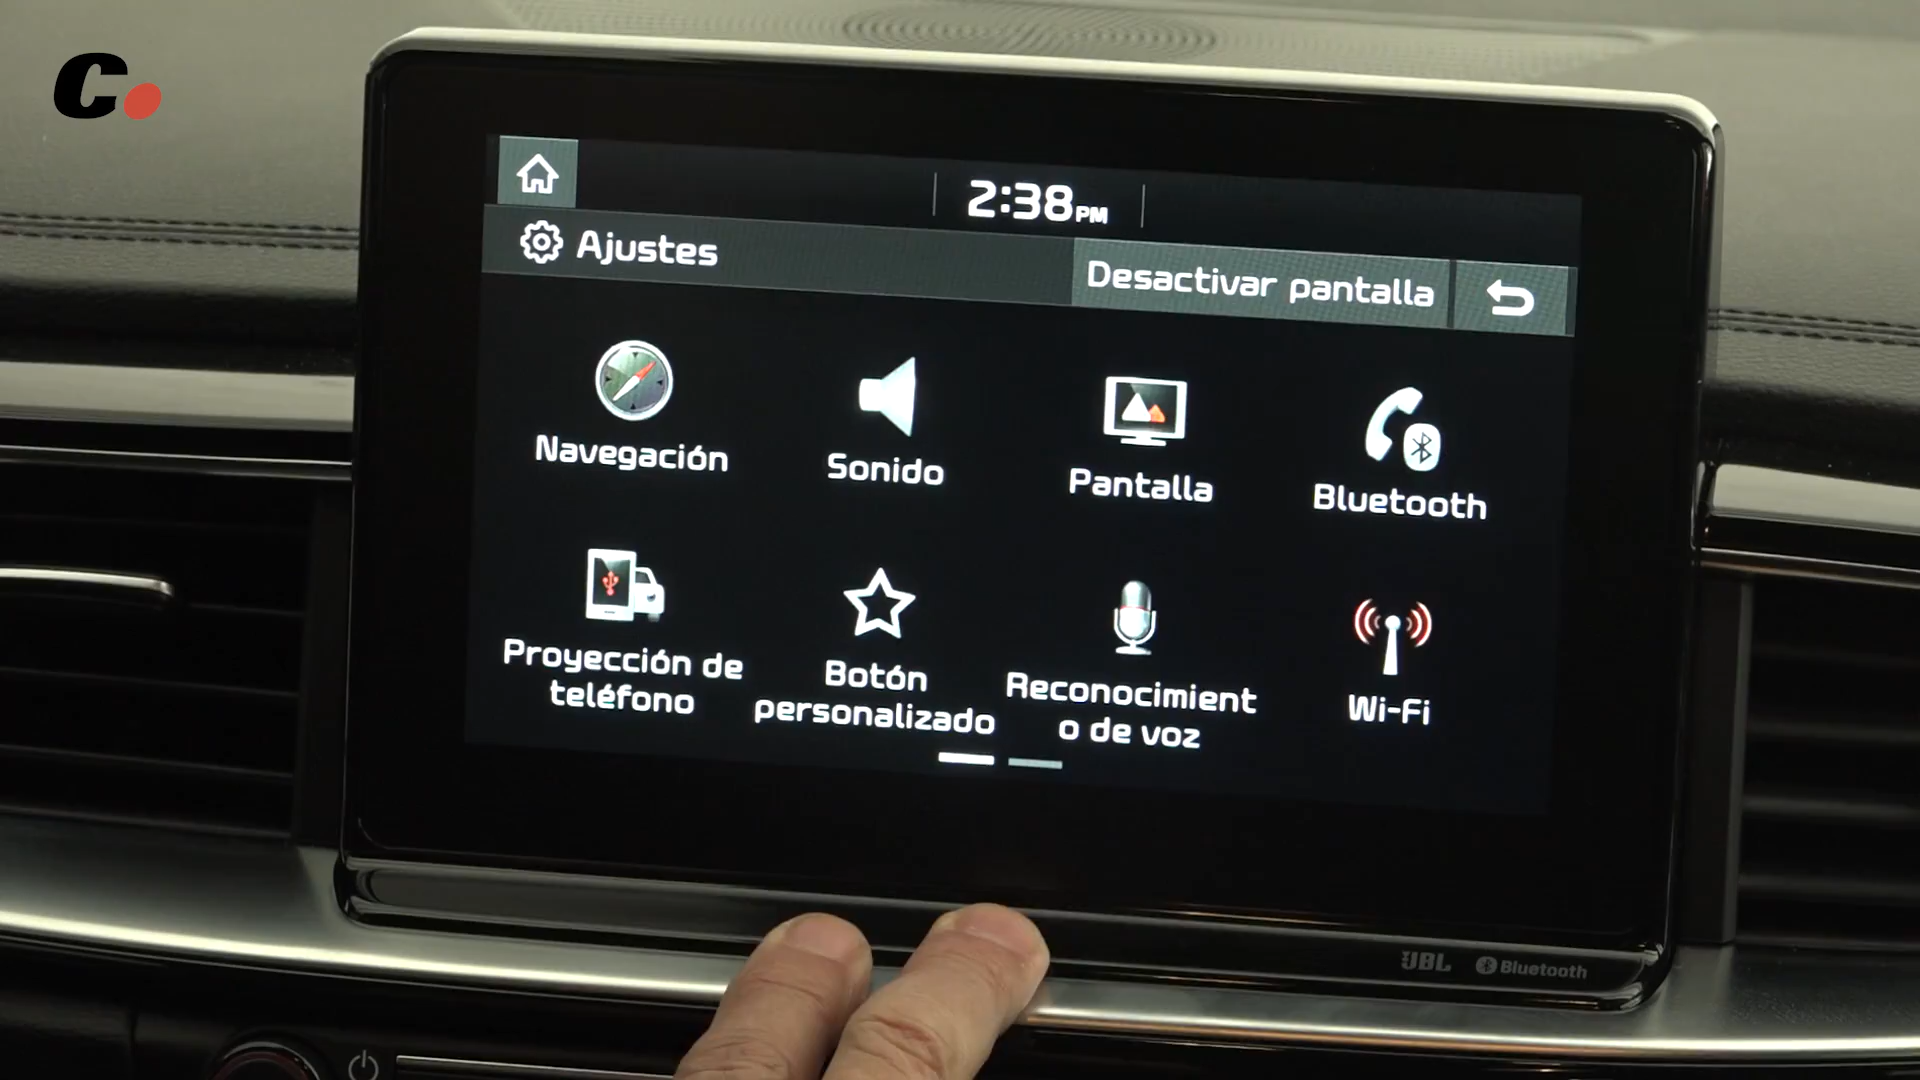 C.
2:38PM
Ajustes
Desactivar pantalla
Navegación
Sonido
Pantalla
Bluetooth
Proyección de
teléfono
Botón
personalizado
Reconocimient
o de voz
Wi-Fi
JBL
Bluetooth